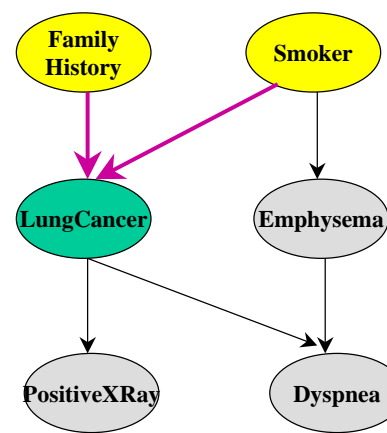 Family
History
Smoker
LungCancer
Emphysema
PositiveXRay
Dyspnea